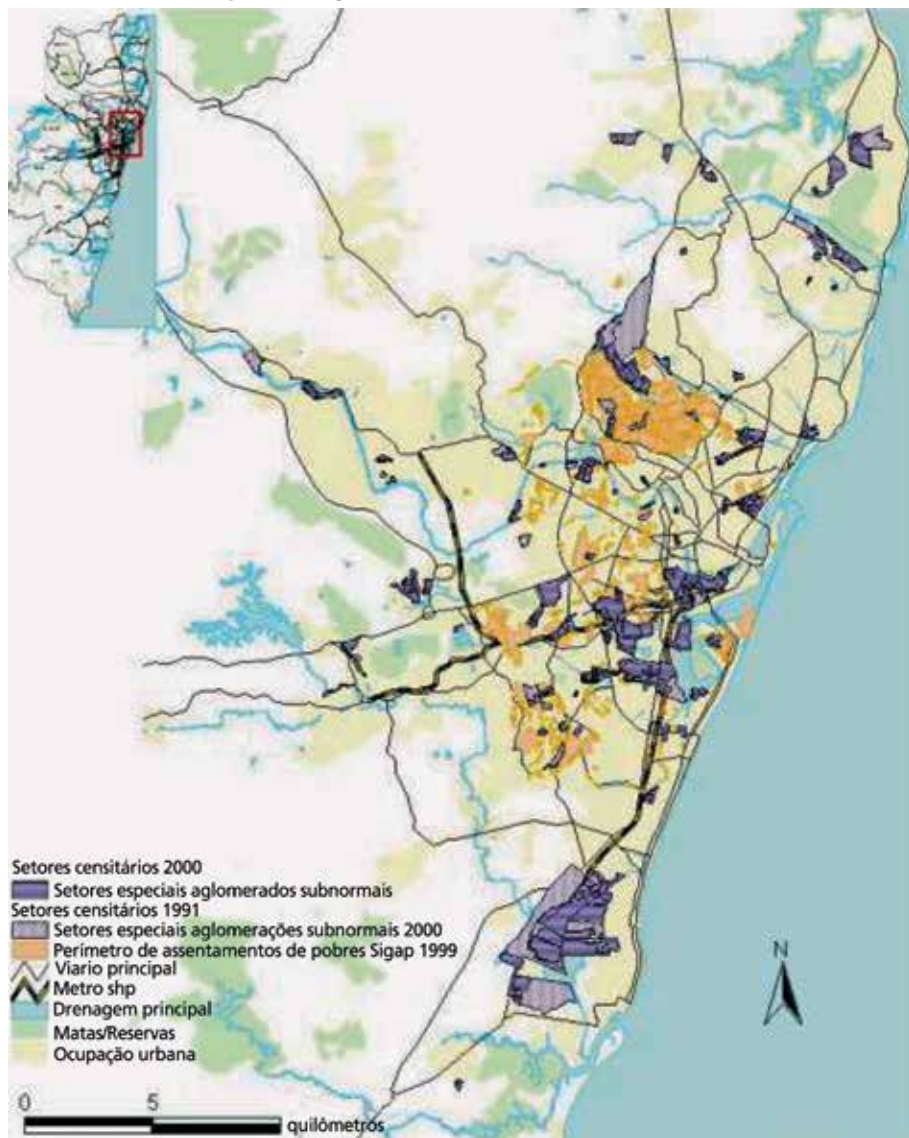 Setores censitários 2000
Setores especiais aglomerados subnormais
Setores censitários 1991
Setores especiais aglomerações subnormais 2000
Perímetro de assentamentos de pobres Sigap 1999
Viario principal
Metro shp
Drenagem principal
Matas/Reservas
Ocupação urbana
N
0 5
quilômetros